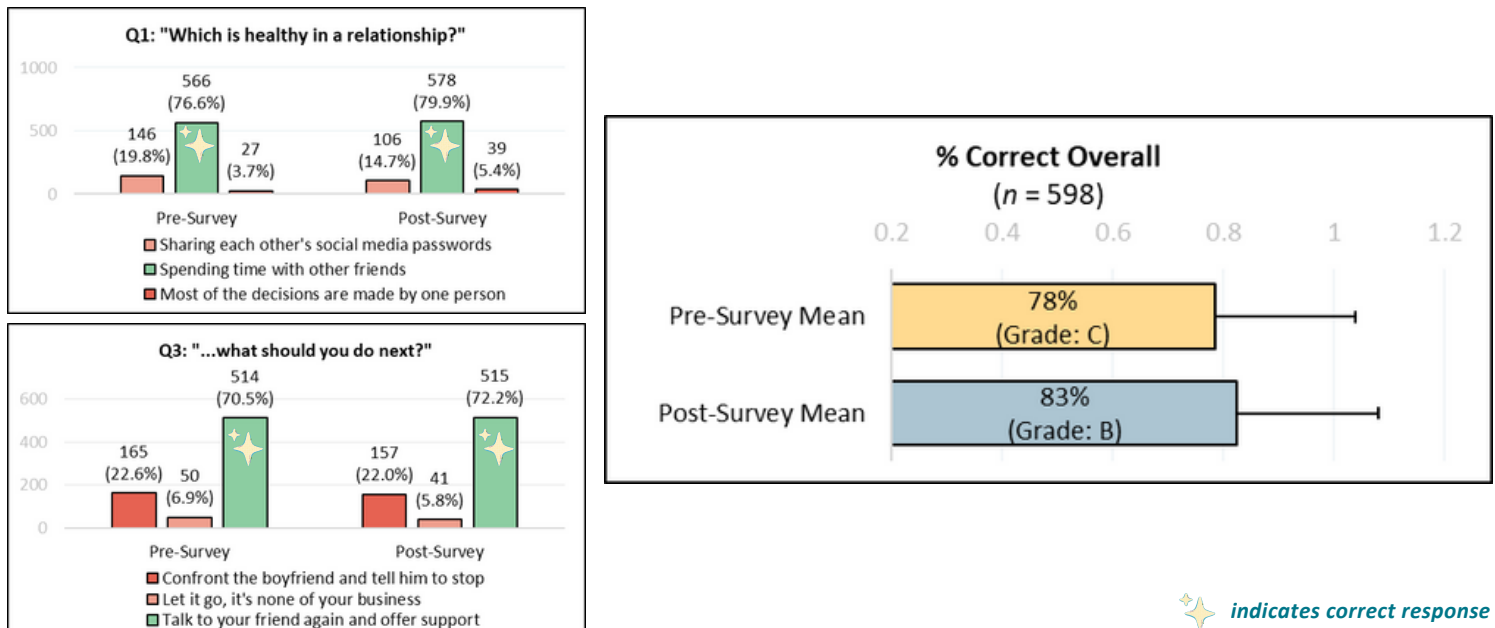 Q1: "Which is healthy in a relationship?"
1000
500
0
146
(19.8%)
566
(76.6%)
27
(3.7%)
106
(14.7%)
578
(79.9%)
39
(5.4%)
Pre-Survey
Post-Survey
Sharing each other's social media passwords
Spending time with other friends
Most of the decisions are made by one person
Q3: "...what should you do next?"
600
400
200
0
165
(22.6%)
50
(6.9%)
514
(70.5%)
157
(22.0%)
41
(5.8%)
515
(72.2%)
Pre-Survey
Post-Survey
Confront the boyfriend and tell him to stop
Let it go, it's none of your business
Talk to your friend again and offer support
% Correct Overall
(n = 598)
0.2 0.4 0.6 0.8 1 1.2
Pre-Survey Mean
78%
(Grade: C)
Post-Survey Mean
83%
(Grade: B)
indicates correct response